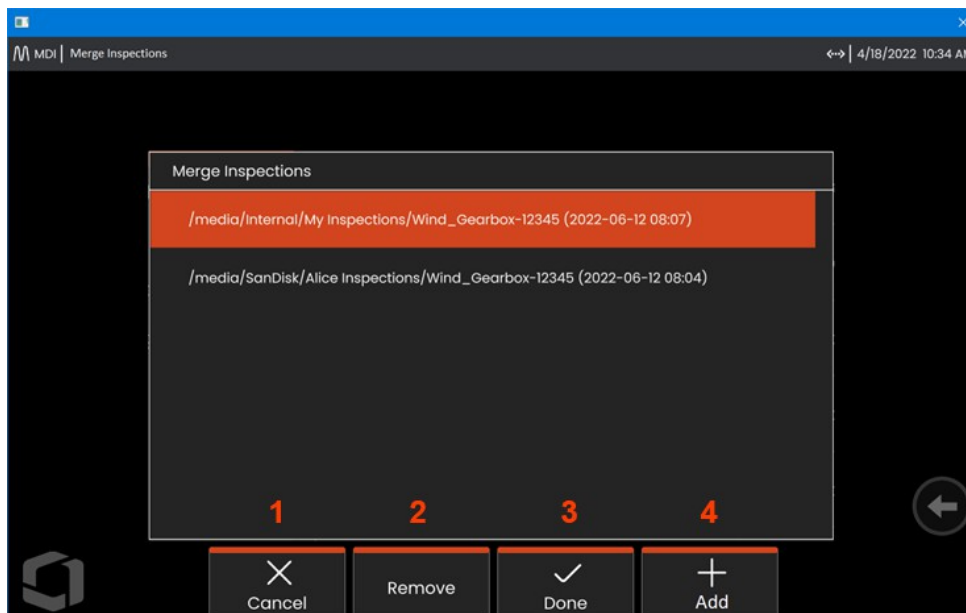 MDI | Merge Inspections 4/18/2022 10:34 AM
Merge Inspections
/media/Internal/My Inspections/Wind_Gearbox-12345 (2022-06-12 08:07)
/media/SanDisk/Alice Inspections/Wind_Gearbox-12345 (2022-06-12 08:04)
1 2 3 4
Cancel Remove Done Add